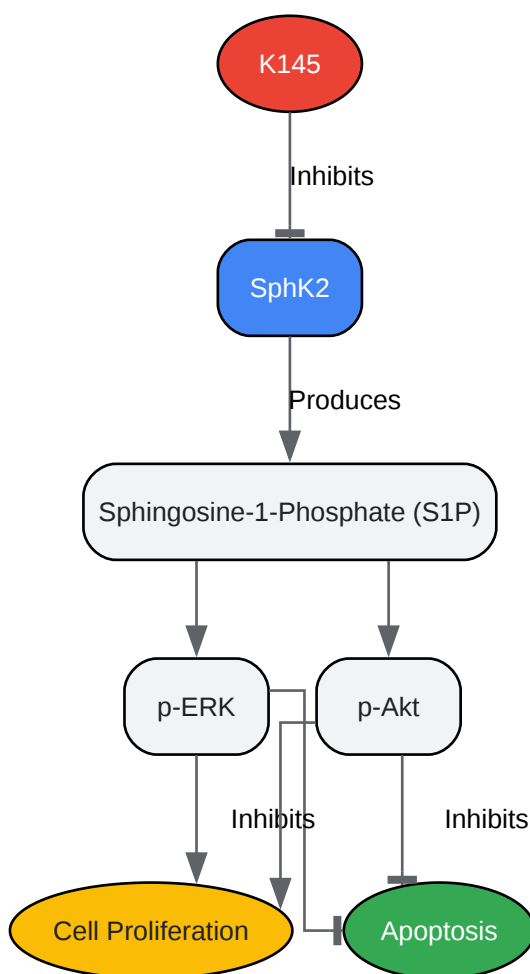 K145
Inhibits
SphK2
Produces
Sphingosine-1-Phosphate (S1P)
p-ERK
p-Akt
Inhibits
Inhibits
Cell Proliferation
Apoptosis